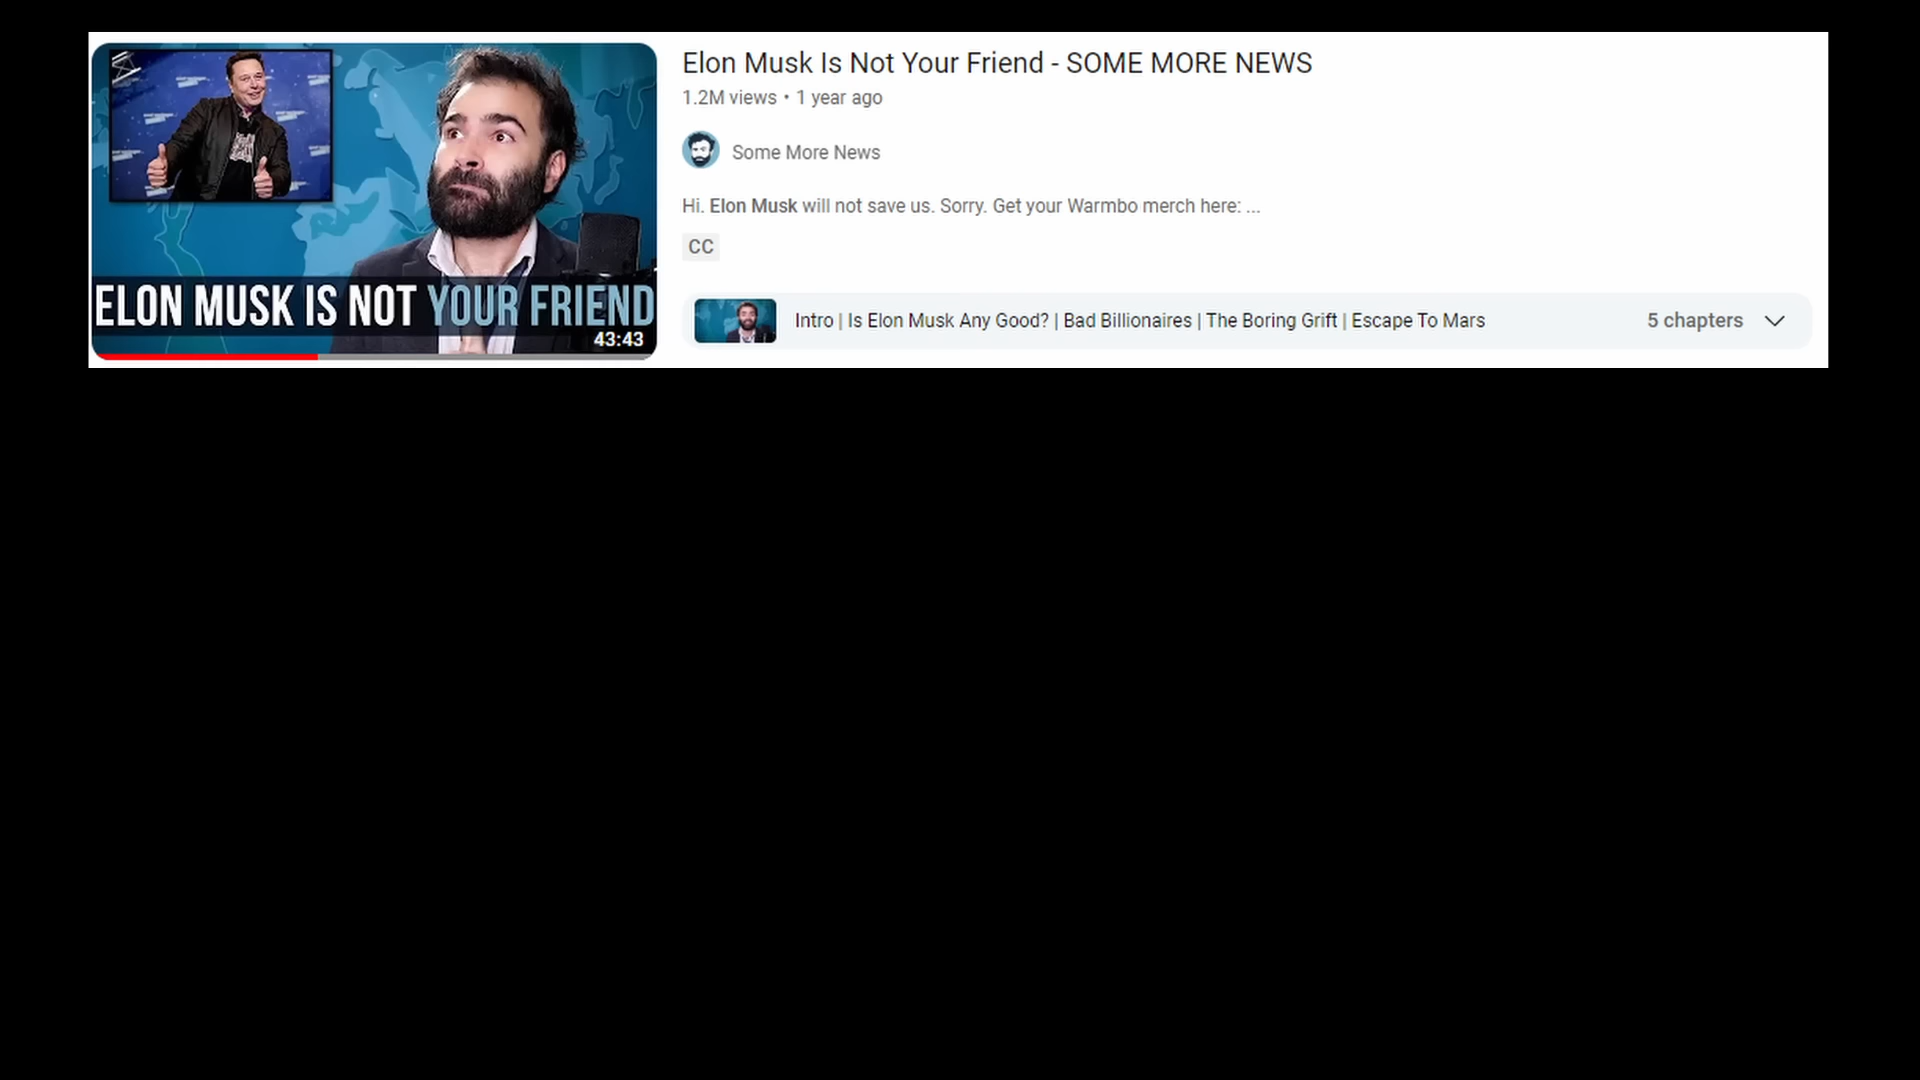 ELON MUSK IS NOT YOUR FRIEND
43:43
Elon Musk Is Not Your Friend - SOME MORE NEWS
1.2M views • 1 year ago
Some More News
Hi. Elon Musk will not save us. Sorry. Get your Warmbo merch here: ...
CC
Intro | Is Elon Musk Any Good? | Bad Billionaires | The Boring Grift | Escape To Mars
5 chapters